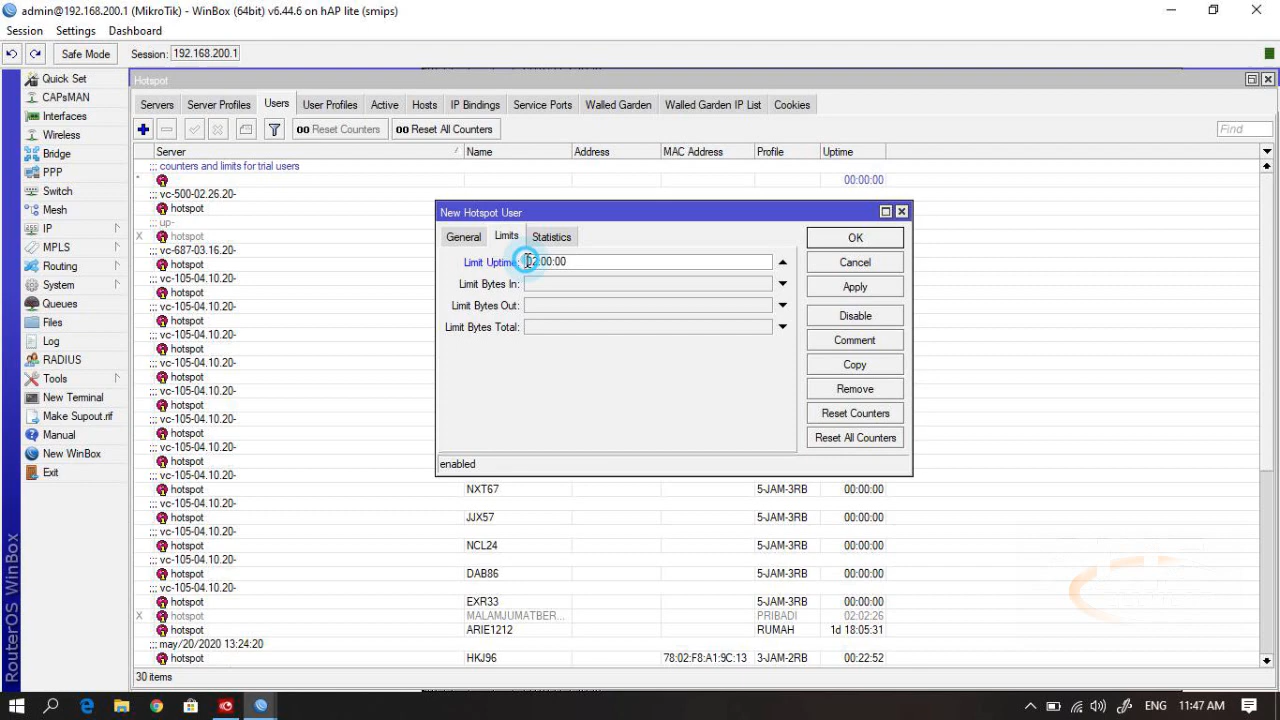 admin@192.168.200.1 (MikroTik) - WinBox (64bit) v6.44.6 on hAP lite (smips)
Session Settings Dashboard
Safe Mode Session: 192.168.200.1
Hotspot
Quick Set
CAPsMAN
Interfaces
Wireless
Bridge
PPP
Switch
Mesh
IP
MPLS
Routing
System
Queues
Files
Log
RADIUS
Tools
New Terminal
Make Supout.rif
Manual
New WinBox
Exit
RouterOS WinBox
Servers Server Profiles Users User Profiles Active Hosts IP Bindings Service Ports Walled Garden Walled Garden IP List Cookies
00 Reset Counters 00 Reset All Counters Find
Server Name Address MAC Address Profile Uptime
;;; counters and limits for trial users
* 00:00:00
;;; vc-500-02.26.20-
hotspot
;;; up-
X hotspot
;;; vc-687-03.16.20-
hotspot
;;; vc-105-04.10.20-
hotspot
;;; vc-105-04.10.20-
hotspot
;;; vc-105-04.10.20-
hotspot
;;; vc-105-04.10.20-
hotspot
;;; vc-105-04.10.20-
hotspot
;;; vc-105-04.10.20-
hotspot
;;; vc-105-04.10.20-
hotspot
;;; vc-105-04.10.20-
hotspot NXT67 5-JAM-3RB 00:00:00
;;; vc-105-04.10.20-
hotspot JJX57 5-JAM-3RB 00:00:00
;;; vc-105-04.10.20-
hotspot NCL24 5-JAM-3RB 00:00:00
;;; vc-105-04.10.20-
hotspot DAB86 5-JAM-3RB 00:00:00
;;; vc-105-04.10.20-
hotspot EXR33 5-JAM-3RB 00:00:00
X hotspot MALAMJUMATBER... PRIBADI 02:02:26
hotspot ARIE1212 RUMAH 1d 18:05:31
;;; may/20/2020 13:24:20
hotspot HKJ96 78:02:F8:A1:9C:13 3-JAM-2RB 00:22:52
30 items
New Hotspot User
General Limits Statistics
Limit Uptime: 02:00:00
Limit Bytes In:
Limit Bytes Out:
Limit Bytes Total:
OK
Cancel
Apply
Disable
Comment
Copy
Remove
Reset Counters
Reset All Counters
enabled
ENG 11:47 AM